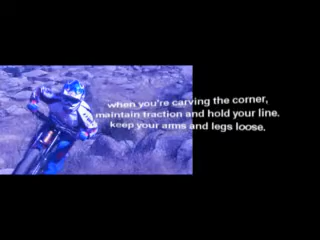 when you're carving the corner,
maintain traction and hold your line.
keep your arms and legs loose.